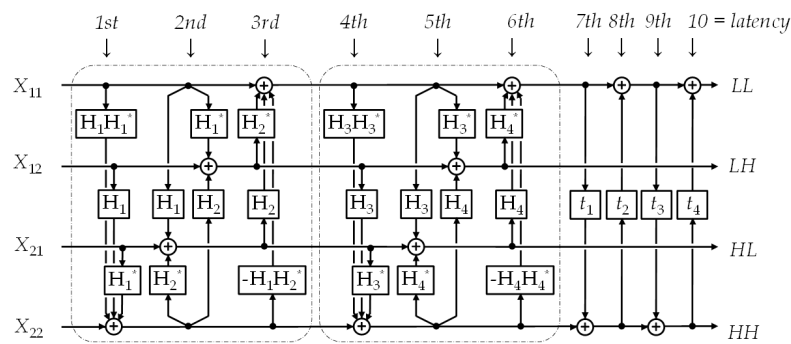 1st 2nd 3rd 4th 5th 6th 7th 8th 9th 10 = latency
X11 LL
H1H1* H1* H2* H3H3* H3* H4*
X12 LH
H1 H1 H2 H2 H3 H3 H4 H4 t1 t2 t3 t4
X21 HL
H1* H2* -H1H2* H3* H4* -H4H4*
X22 HH